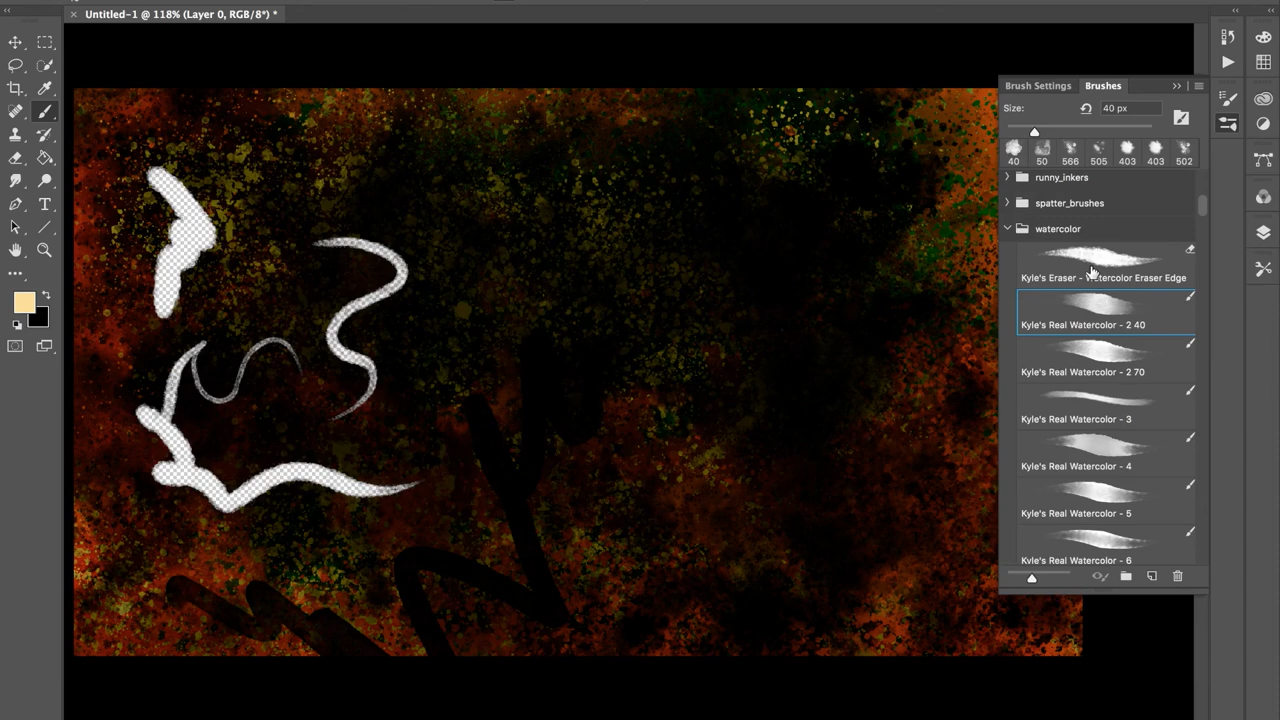 Untitled-1 @ 118% (Layer 0, RGB/8*) *
Brush Settings
Brushes
Size:
40 px
40 50 566 505 403 403 502
runny_inkers
spatter_brushes
watercolor
Kyle's Eraser - Watercolor Eraser Edge
Kyle's Real Watercolor - 2 40
Kyle's Real Watercolor - 2 70
Kyle's Real Watercolor - 3
Kyle's Real Watercolor - 4
Kyle's Real Watercolor - 5
Kyle's Real Watercolor - 6